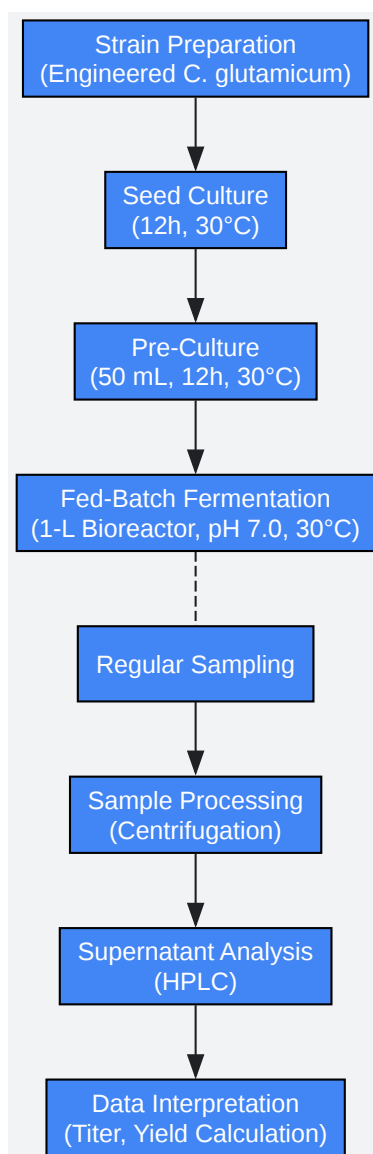 Strain Preparation
(Engineered C. glutamicum)
Seed Culture
(12h, 30°C)
Pre-Culture
(50 mL, 12h, 30°C)
Fed-Batch Fermentation
(1-L Bioreactor, pH 7.0, 30°C)
Regular Sampling
Sample Processing
(Centrifugation)
Supernatant Analysis
(HPLC)
Data Interpretation
(Titer, Yield Calculation)